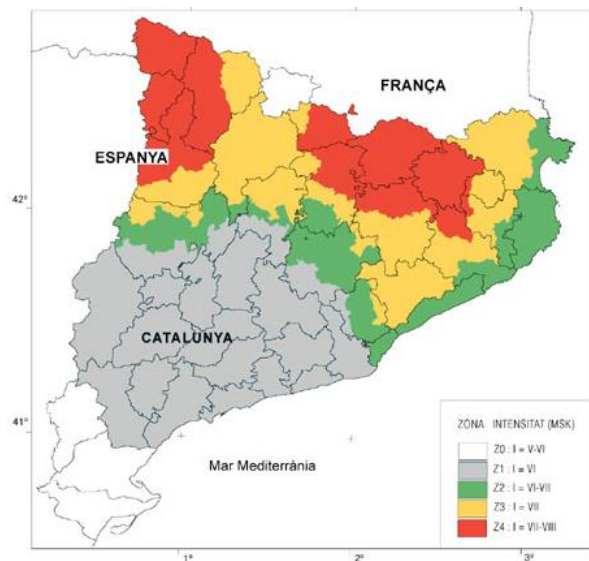 FRANÇA
ESPANYA
42°
CATALUNYA
41°
Mar Mediterrània
ZONA INTENSITAT (MSK)
Z0 : I = V-VI
Z1 : I = VI
Z2 : I = VI-VII
Z3 : I = VII
Z4 : I = VII-VIII
1° 2° 3°